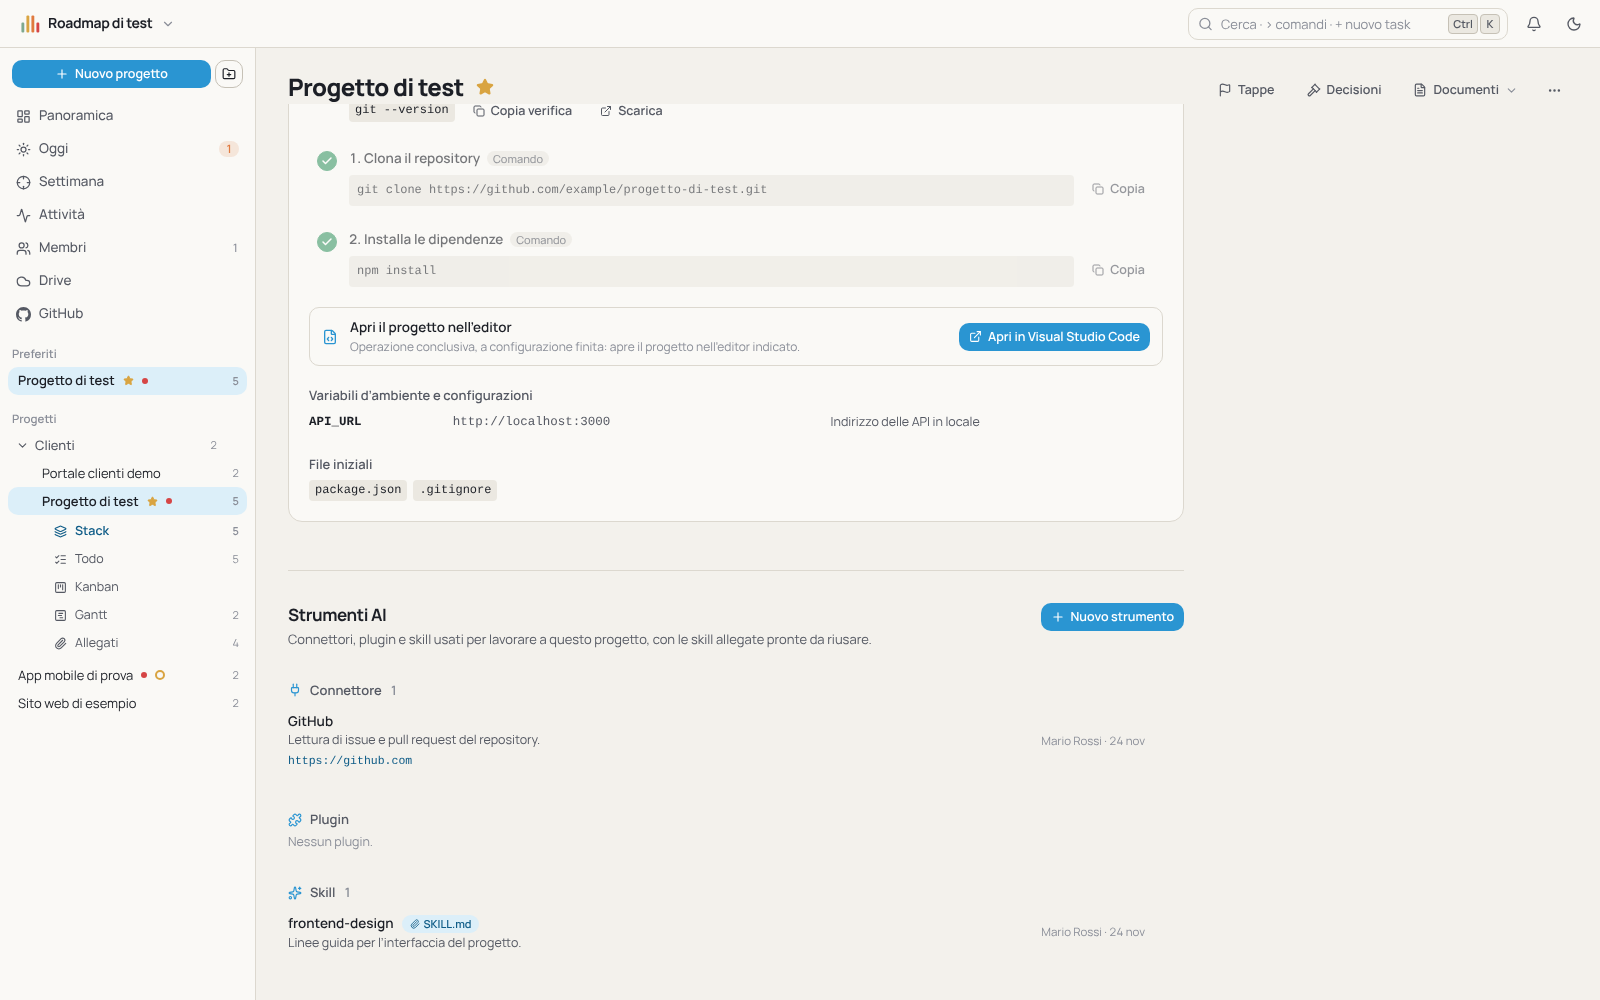 Roadmap di test
Cerca · > comandi · + nuovo task
Ctrl K
Nuovo progetto
Panoramica
Oggi 1
Settimana
Attività
Membri 1
Drive
GitHub
Preferiti
Progetto di test 5
Progetti
Clienti 2
Portale clienti demo 2
Progetto di test 5
Stack 5
Todo 5
Kanban
Gantt 2
Allegati 4
App mobile di prova 2
Sito web di esempio 2
Progetto di test
Tappe
Decisioni
Documenti
git --version
Copia verifica
Scarica
1. Clona il repository Comando
git clone https://github.com/example/progetto-di-test.git
Copia
2. Installa le dipendenze Comando
npm install
Copia
Apri il progetto nell'editor
Operazione conclusiva, a configurazione finita: apre il progetto nell'editor indicato.
Apri in Visual Studio Code
Variabili d'ambiente e configurazioni
API_URL http://localhost:3000 Indirizzo delle API in locale
File iniziali
package.json .gitignore
Strumenti AI
Nuovo strumento
Connettori, plugin e skill usati per lavorare a questo progetto, con le skill allegate pronte da riusare.
Connettore 1
GitHub
Lettura di issue e pull request del repository.
Mario Rossi · 24 nov
https://github.com
Plugin
Nessun plugin.
Skill 1
frontend-design SKILL.md
Linee guida per l'interfaccia del progetto.
Mario Rossi · 24 nov